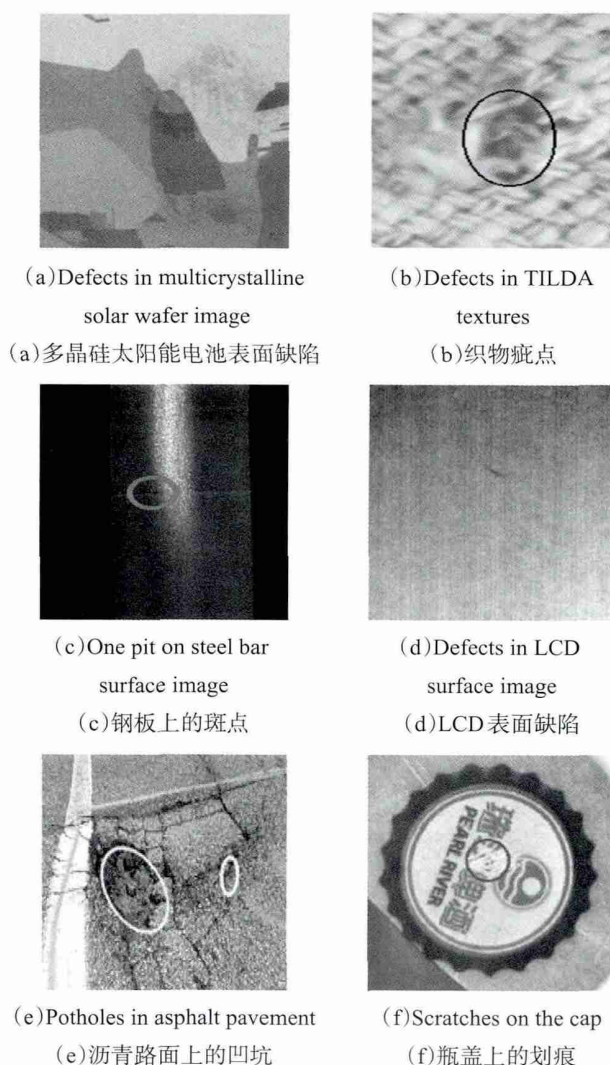 (a)Defects in multicrystalline
solar wafer image
(a)多晶硅太阳能电池表面缺陷
(b)Defects in TILDA
textures
(b)织物疵点
(c)One pit on steel bar
surface image
(c)钢板上的斑点
(d)Defects in LCD
surface image
(d)LCD表面缺陷
PEARL RIVER
(e)Potholes in asphalt pavement
(e)沥青路面上的凹坑
(f)Scratches on the cap
(f)瓶盖上的划痕